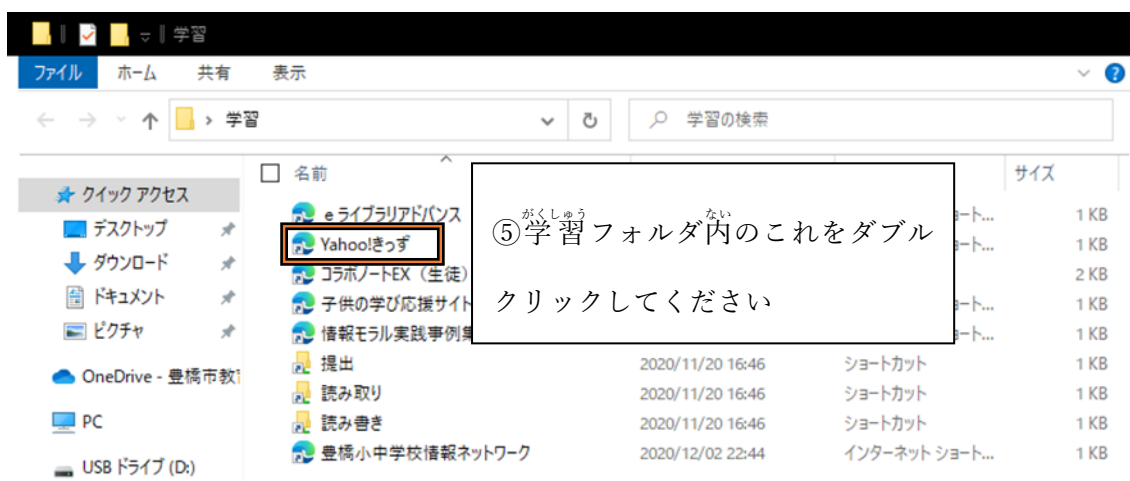 学習
ファイル ホーム 共有 表示
学習
学習の検索
名前 サイズ
クイック アクセス
デスクトップ
ダウンロード
ドキュメント
ピクチャ
OneDrive - 豊橋市教
PC
USB ドライブ (D:)
e ライブラリアドバンス ート... 1 KB
Yahoo!きっず ート... 1 KB
コラボノートEX（生徒） 2 KB
子供の学び応援サイト ート... 1 KB
情報モラル実践事例集 ート... 1 KB
提出 2020/11/20 16:46 ショートカット 1 KB
読み取り 2020/11/20 16:46 ショートカット 1 KB
読み書き 2020/11/20 16:46 ショートカット 1 KB
豊橋小中学校情報ネットワーク 2020/12/02 22:44 インターネット ショート... 1 KB
がくしゅう ない
⑤学習フォルダ内のこれをダブル
クリックしてください